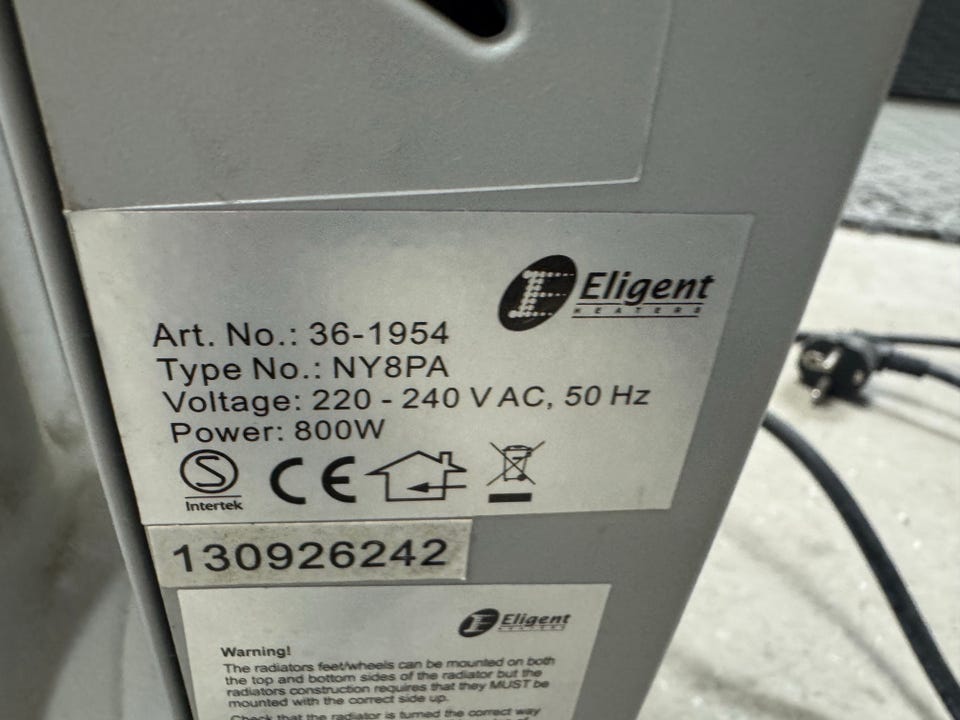 Eligent
HEATERS
Art. No.: 36-1954
Type No.: NY8PA
Voltage: 220 - 240 V AC, 50 Hz
Power: 800W
S
Intertek
CE
130926242
Eligent
HEATERS
Warning!
The radiators feet/wheels can be mounted on both
the top and bottom sides of the radiator but the
radiators construction requires that they MUST be
mounted with the correct side up.
Check that the radiator is turned the correct way